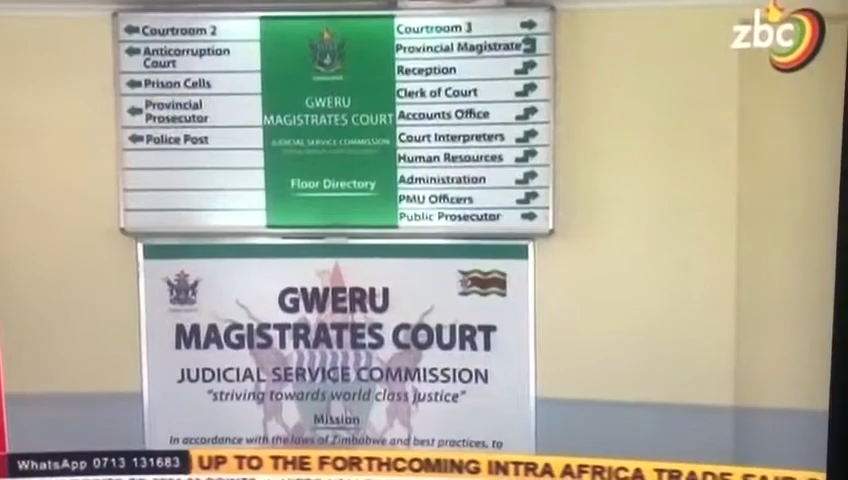 zbc
Courtroom 2
Anticorruption
Court
Prison Cells
Provincial
Prosecutor
Police Post
GWERU
MAGISTRATES COURT
JUDICIAL SERVICE COMMISSION
Floor Directory
Courtroom 3
Provincial Magistrate
Reception
Clerk of Court
Accounts Office
Court Interpreters
Human Resources
Administration
PMU Officers
Public Prosecutor
GWERU
MAGISTRATES COURT
JUDICIAL SERVICE COMMISSION
"striving towards world class justice"
Mission
In accordance with the laws of Zimbabwe and best practices, to
WhatsApp 0713 131683
UP TO THE FORTHCOMING INTRA AFRICA TRADE FAIR